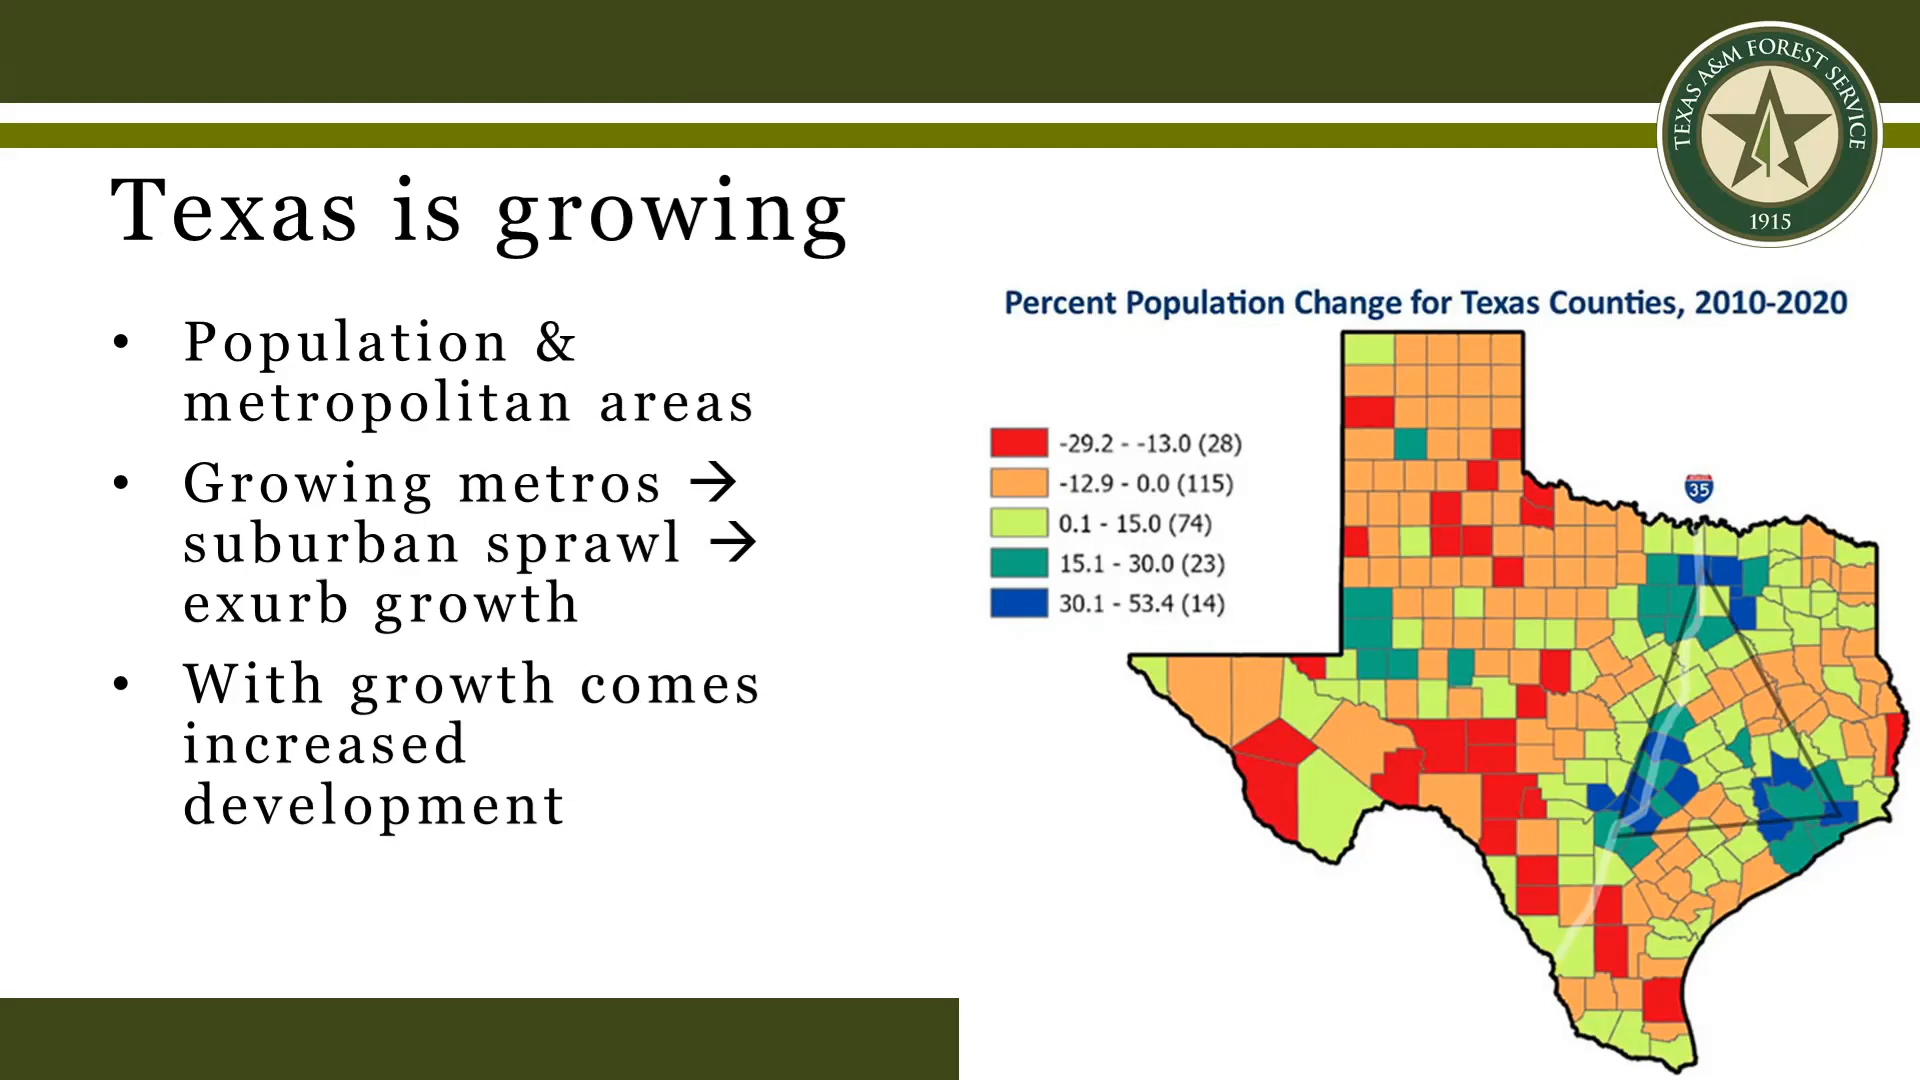 TEXAS A&M FOREST SERVICE
1915
Texas is growing
• Population &
metropolitan areas
• Growing metros →
suburban sprawl →
exurb growth
• With growth comes
increased
development
Percent Population Change for Texas Counties, 2010-2020
-29.2 - -13.0 (28)
-12.9 - 0.0 (115)
0.1 - 15.0 (74)
15.1 - 30.0 (23)
30.1 - 53.4 (14)
35